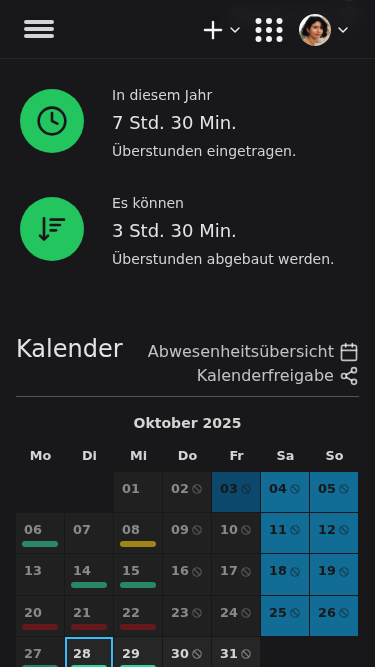 In diesem Jahr
7 Std. 30 Min.
Überstunden eingetragen.
Es können
3 Std. 30 Min.
Überstunden abgebaut werden.
Kalender
Abwesenheitsübersicht
Kalenderfreigabe
Oktober 2025
Mo Di Mi Do Fr Sa So
01 02 03 04 05
06 07 08 09 10 11 12
13 14 15 16 17 18 19
20 21 22 23 24 25 26
27 28 29 30 31